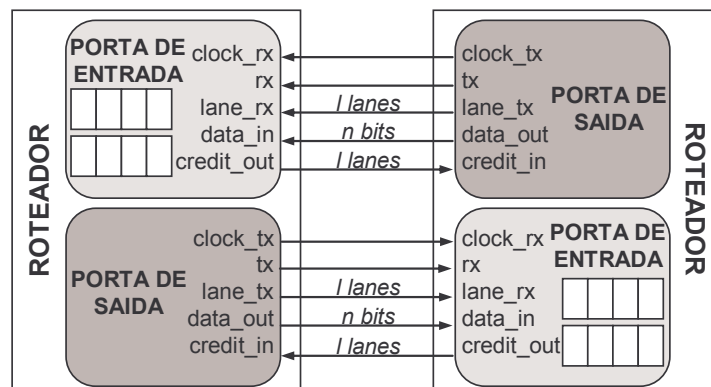 ROTEADOR
PORTA DE
ENTRADA
clock_rx
rx
lane_rx
data_in
credit_out
l lanes
n bits
l lanes
clock_tx
tx
lane_tx
data_out
credit_in
PORTA DE
SAIDA
ROTEADOR
PORTA DE
SAIDA
clock_tx
tx
lane_tx
data_out
credit_in
l lanes
n bits
l lanes
clock_rx
rx
lane_rx
data_in
credit_out
PORTA DE
ENTRADA